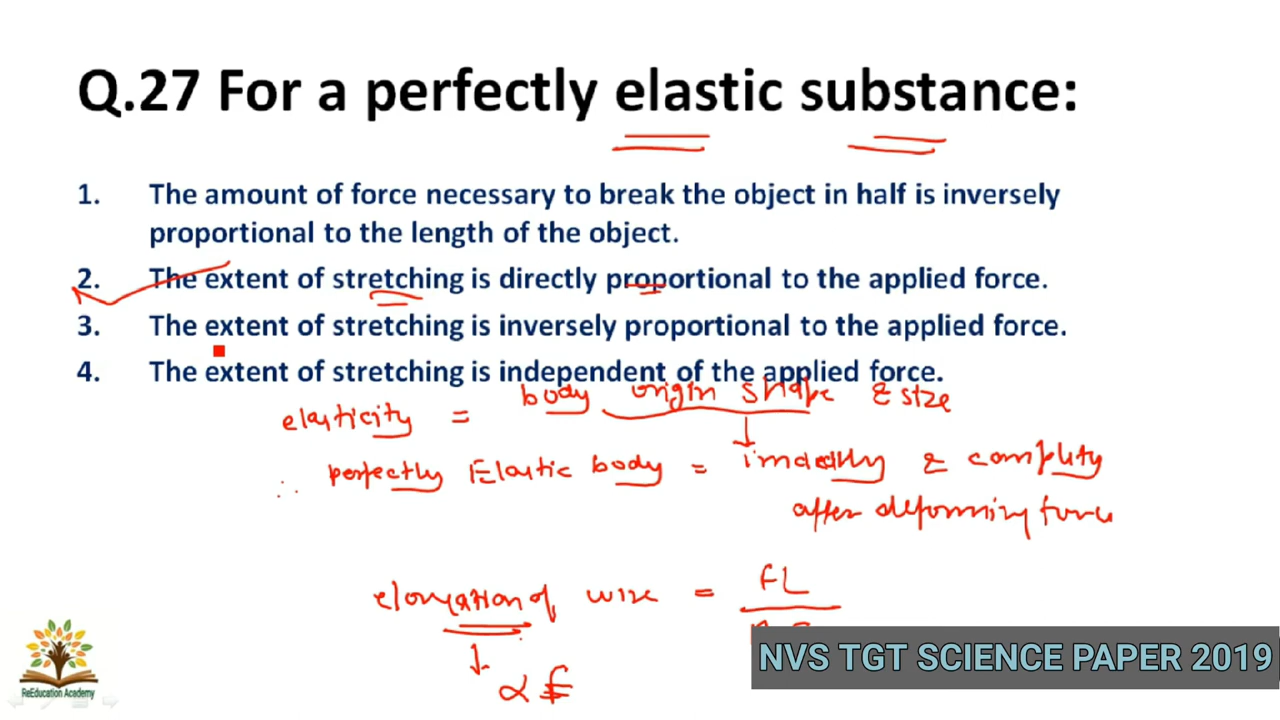 Q.27 For a perfectly elastic substance:
1. The amount of force necessary to break the object in half is inversely
proportional to the length of the object.
2. The extent of stretching is directly proportional to the applied force.
3. The extent of stretching is inversely proportional to the applied force.
4. The extent of stretching is independent of the applied force.
elasticity = body origin shape & size
∴ perfectly Elastic body = & complity
after deforming force
elongation of wire = FL
∝ F
NVS TGT SCIENCE PAPER 2019
ReEducation Academy